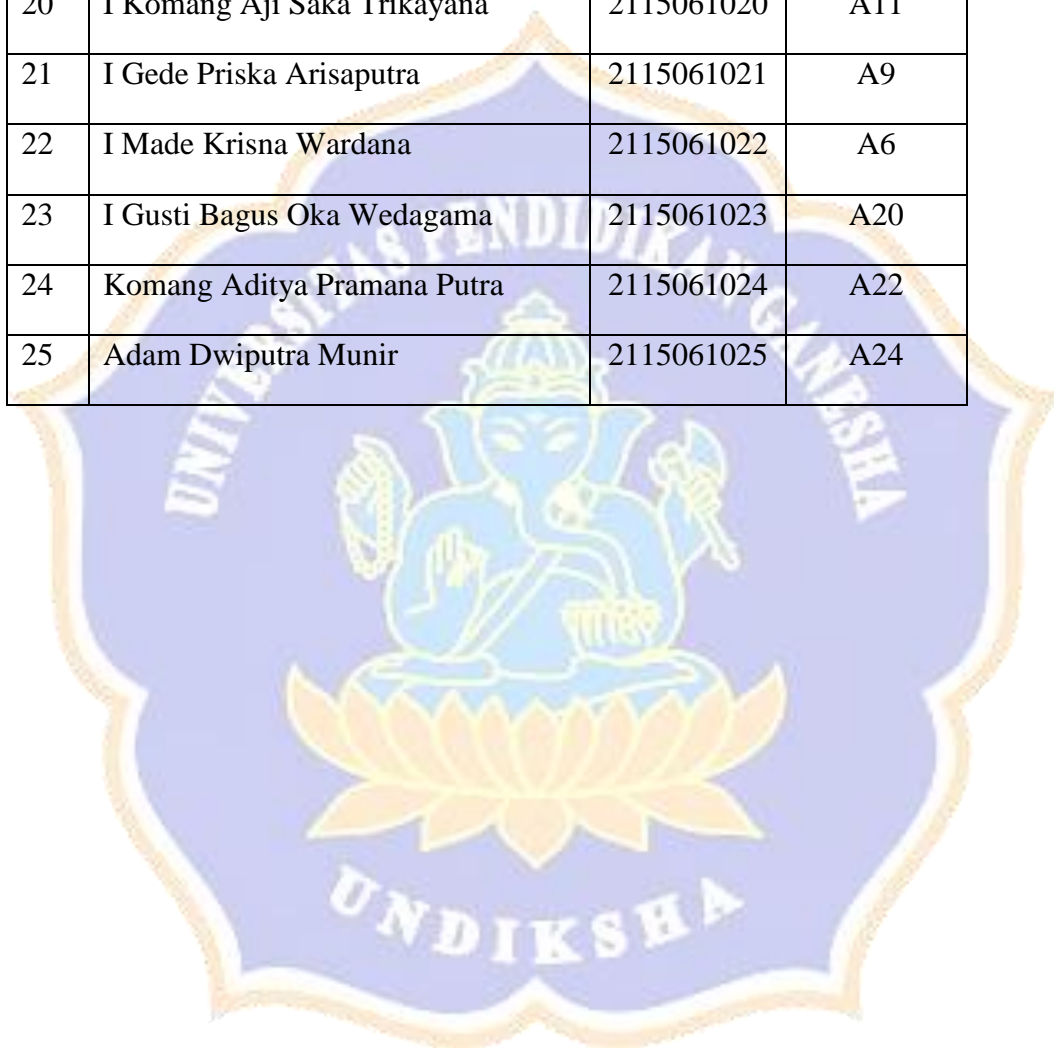 20 I Komang Aji Saka Trikayana 2115061020 A11
21 I Gede Priska Arisaputra 2115061021 A9
22 I Made Krisna Wardana 2115061022 A6
23 I Gusti Bagus Oka Wedagama 2115061023 A20
24 Komang Aditya Pramana Putra 2115061024 A22
25 Adam Dwiputra Munir 2115061025 A24
UNIVERSITAS PENDIDIKAN GANESHA
UNDIKSHA